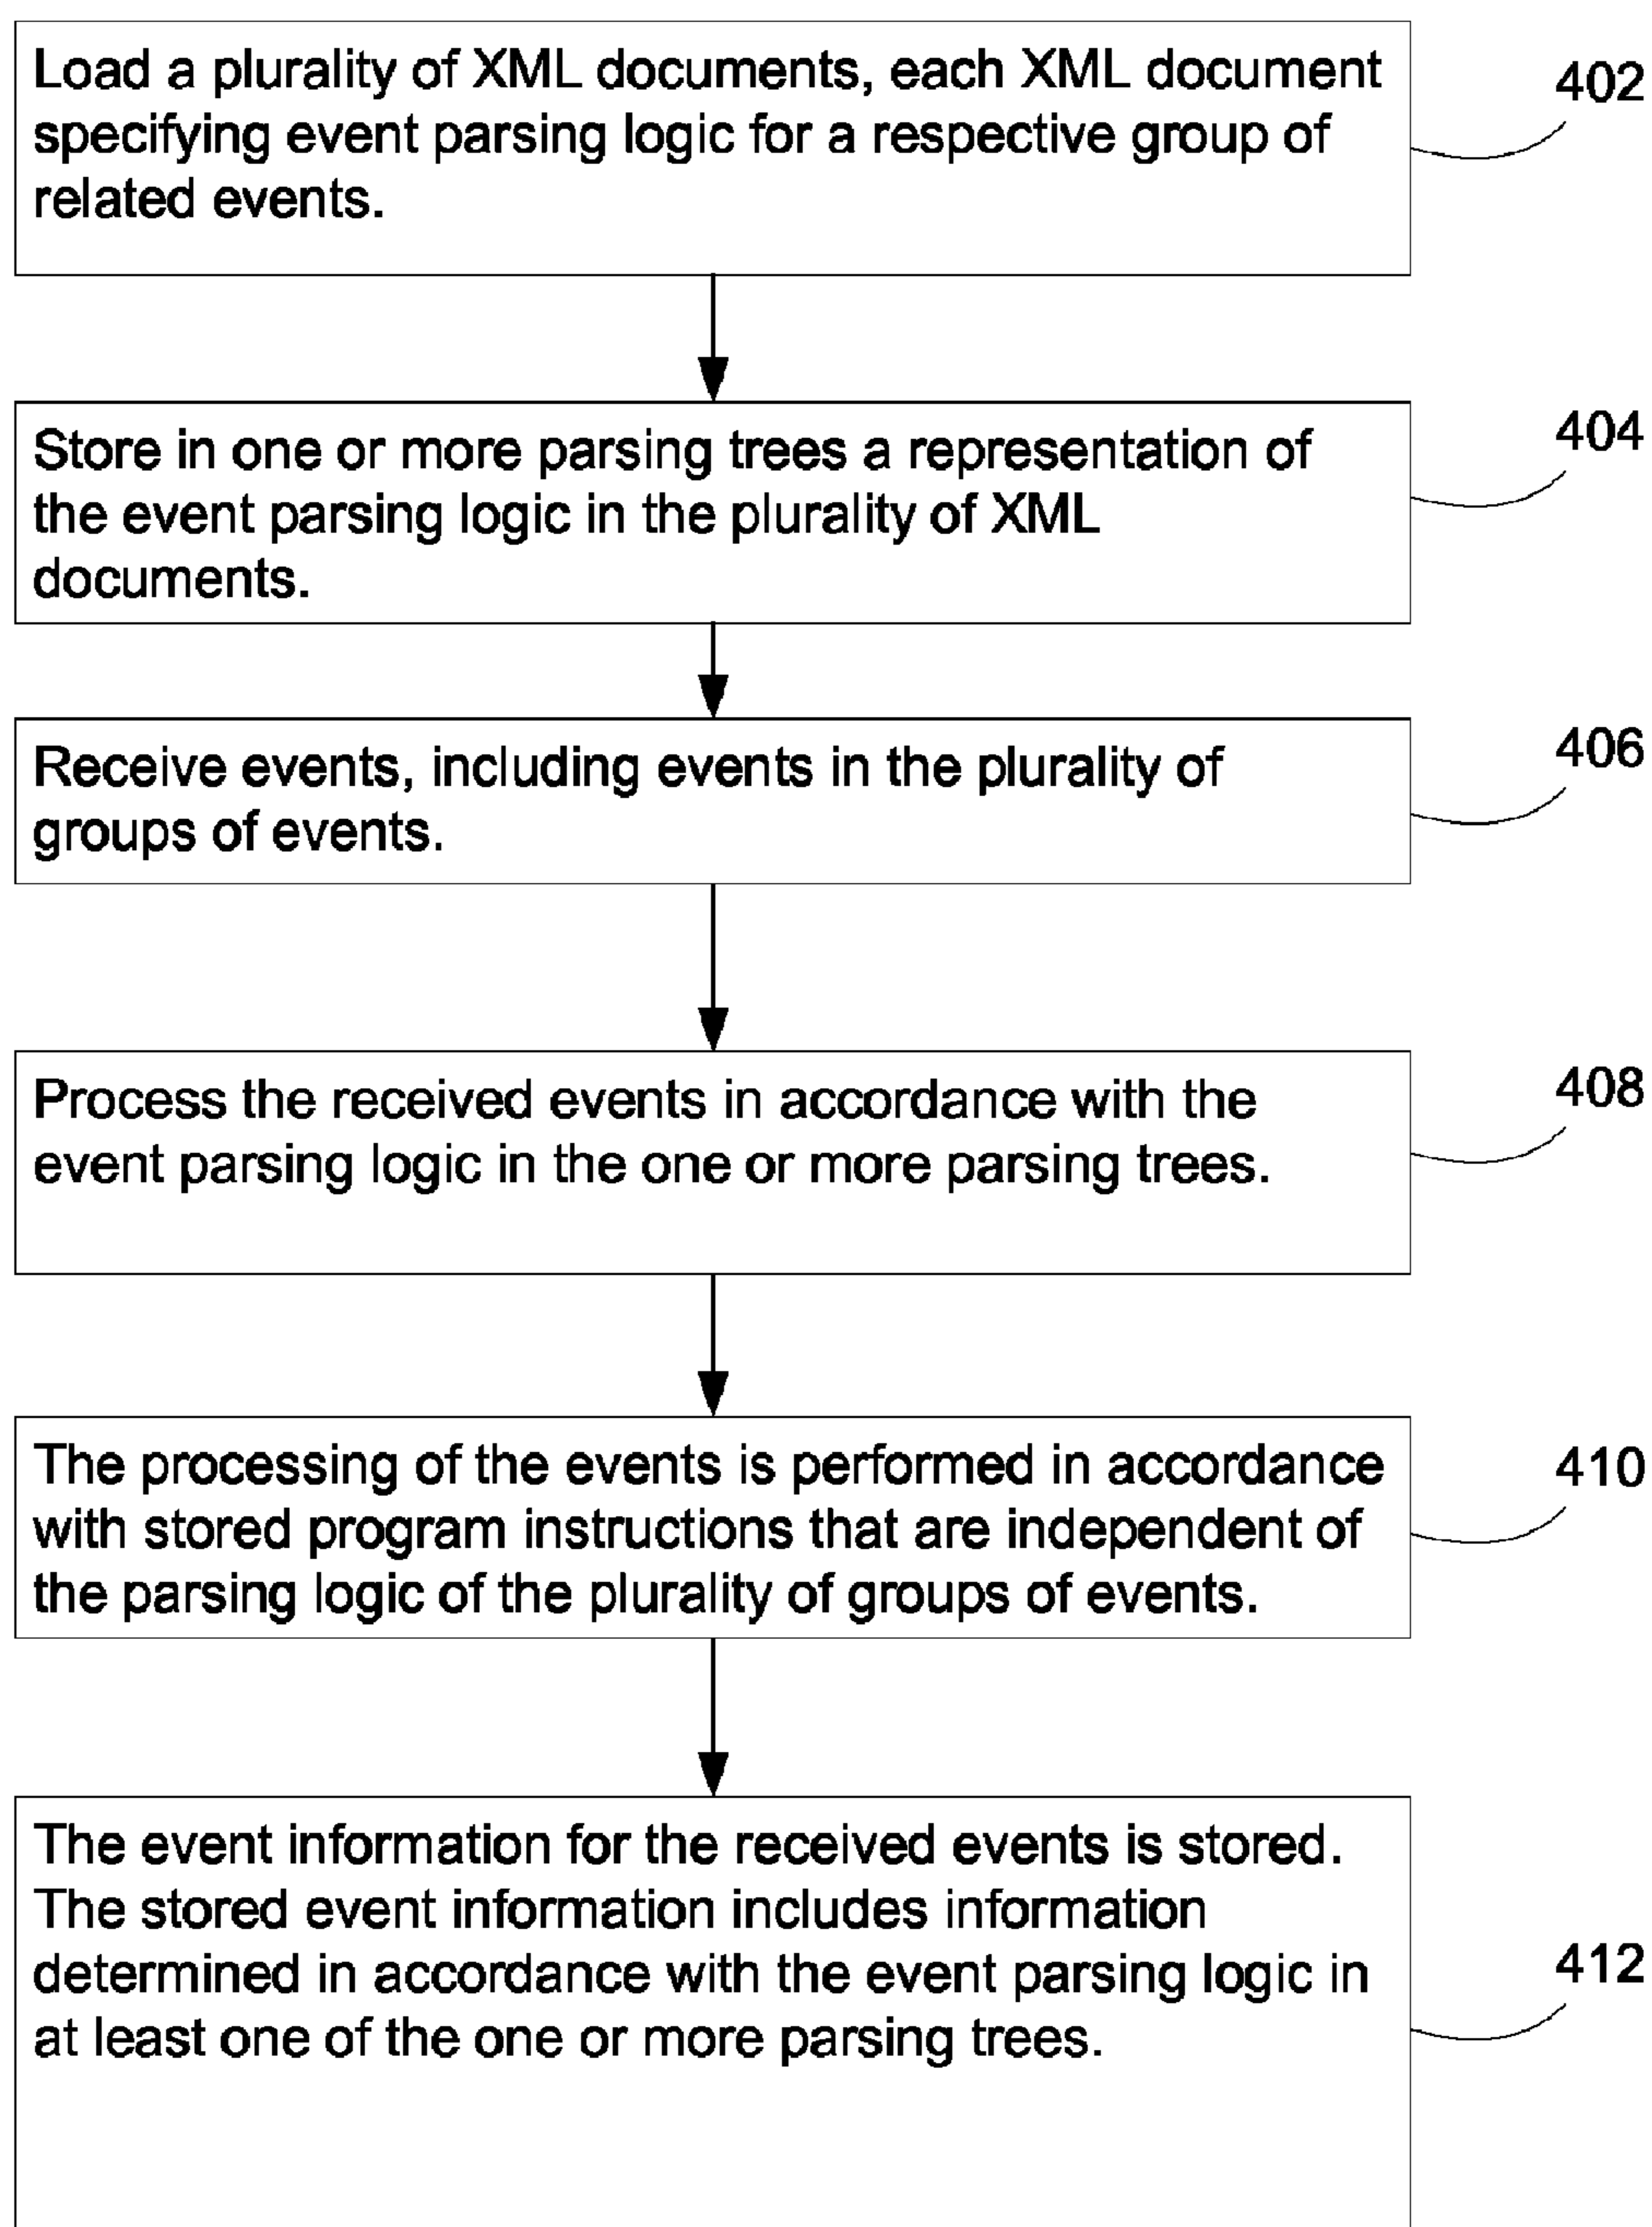 Load a plurality of XML documents, each XML document
specifying event parsing logic for a respective group of
related events.
402
Store in one or more parsing trees a representation of
the event parsing logic in the plurality of XML
documents.
404
Receive events, including events in the plurality of
groups of events.
406
Process the received events in accordance with the
event parsing logic in the one or more parsing trees.
408
The processing of the events is performed in accordance
with stored program instructions that are independent of
the parsing logic of the plurality of groups of events.
410
The event information for the received events is stored.
The stored event information includes information
determined in accordance with the event parsing logic in
at least one of the one or more parsing trees.
412